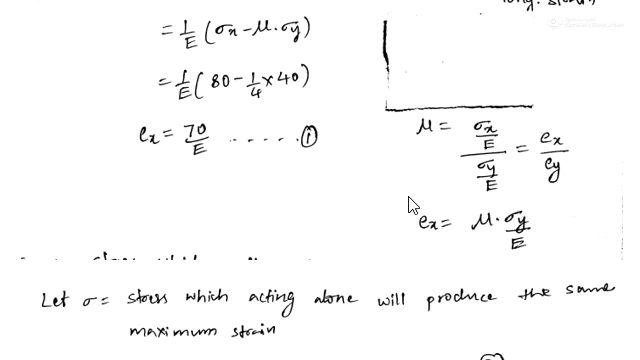 = 1/E (σx - μ. σy)
= 1/E ( 80 - 1/4 × 40)
ex = 70/E ...... ①
μ = (σx/E)/(σy/E) = ex/ey
ex = μ. σy/E
Let σ = stress which acting alone will produce the same
maximum strain